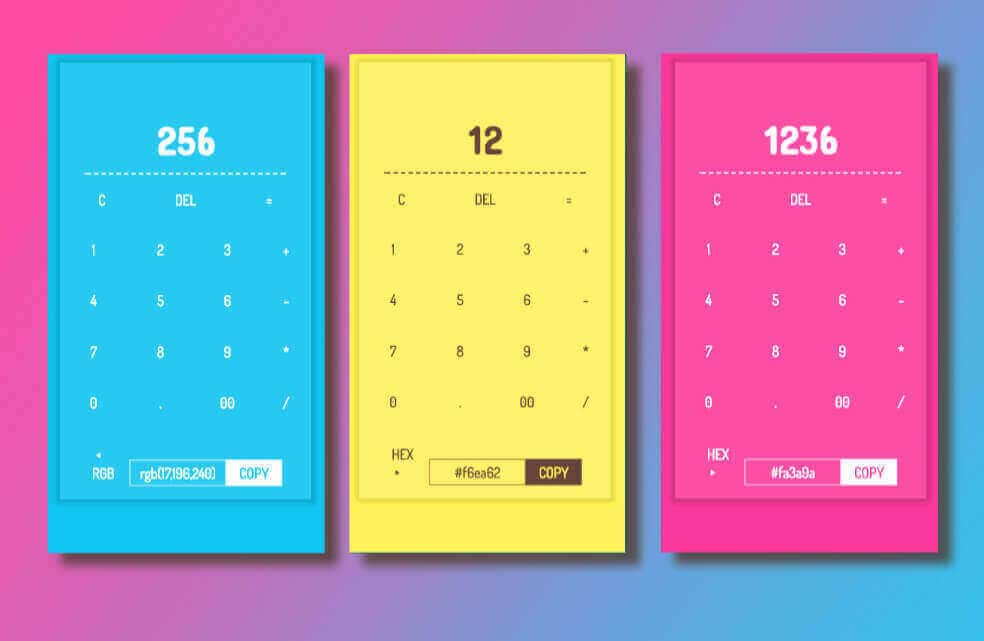 256
C DEL =
1 2 3 +
4 5 6 -
7 8 9 *
0 . 00 /
RGB rgb(17,196,240) COPY
12
C DEL =
1 2 3 +
4 5 6 -
7 8 9 *
0 . 00 /
HEX #f6ea62 COPY
1236
C DEL =
1 2 3 +
4 5 6 -
7 8 9 *
0 . 00 /
HEX #fa3a9a COPY